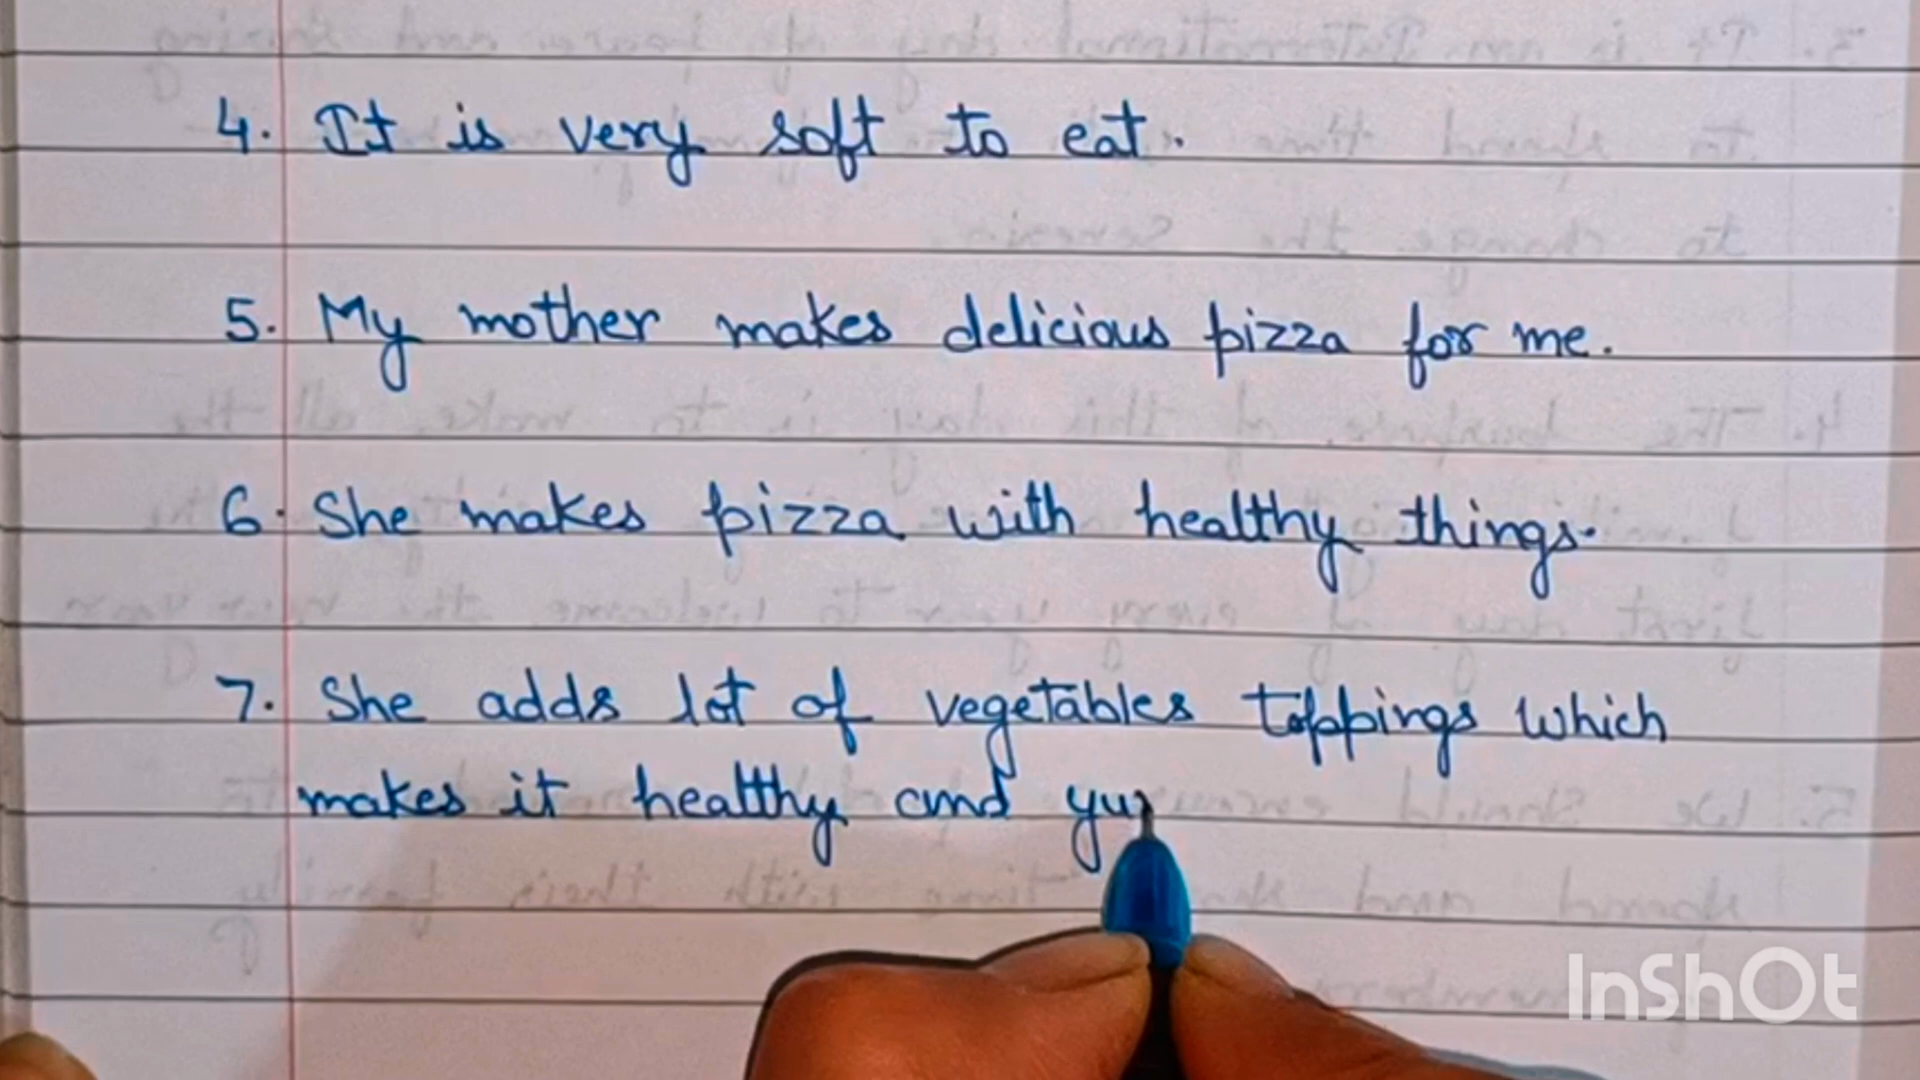 4. It is very soft to eat.
5. My mother makes delicious pizza for me.
6. She makes pizza with healthy things.
7. She adds lot of vegetables toppings which
makes it healthy and yu
InShOt